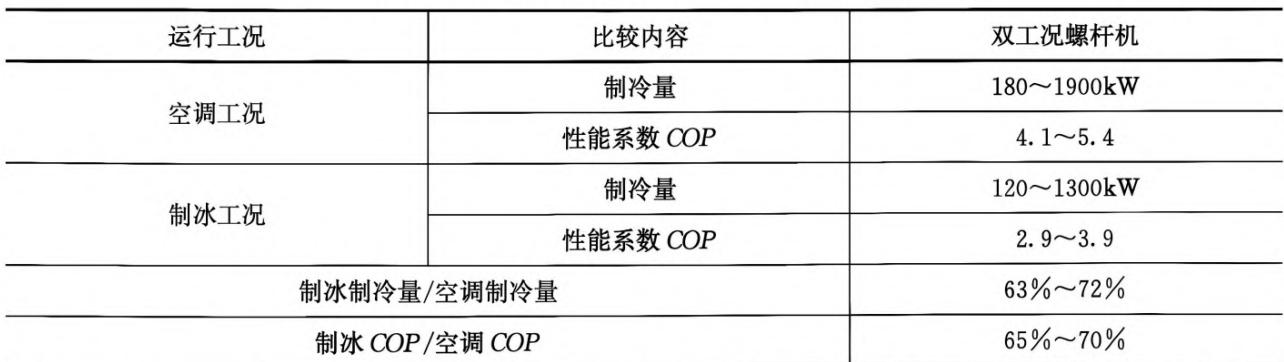 运行工况 比较内容 双工况螺杆机
空调工况 制冷量 180～1900kW
性能系数 COP 4.1～5.4
制冰工况 制冷量 120～1300kW
性能系数 COP 2.9～3.9
制冰制冷量/空调制冷量 63%～72%
制冰 COP/空调 COP 65%～70%